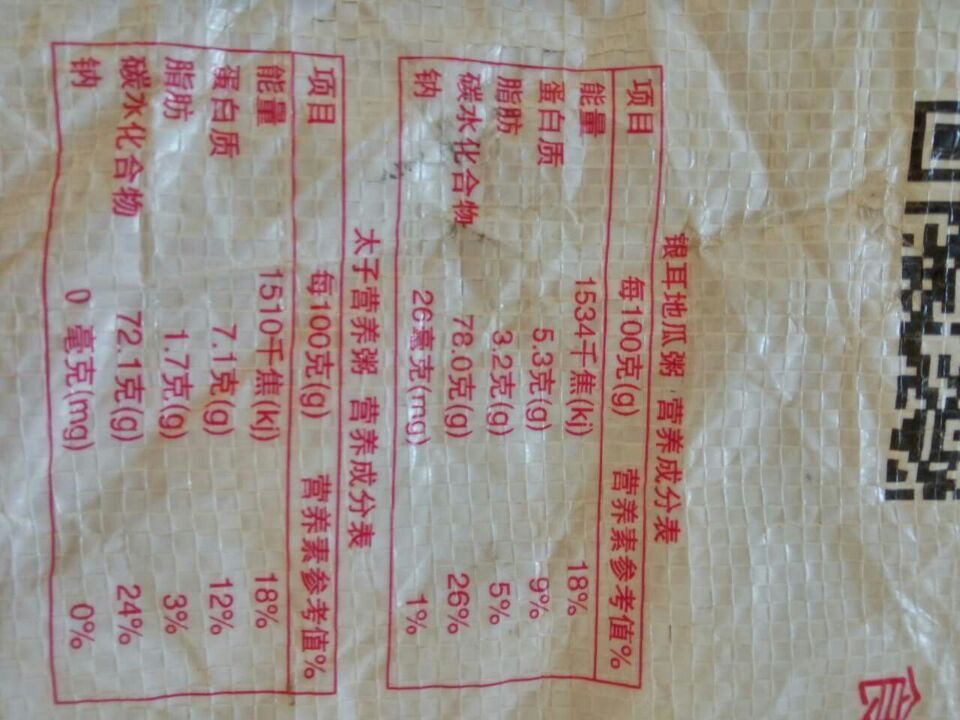 银耳地瓜粥 营养成分表
项目 每100克(g) 营养素参考值%
能量 1534千焦(kj) 18%
蛋白质 5.3克(g) 9%
脂肪 3.2克(g) 5%
碳水化合物 78.0克(g) 26%
钠 26毫克(mg) 1%
太子营养粥 营养成分表
项目 每100克(g) 营养素参考值%
能量 1510千焦(kj) 18%
蛋白质 7.1克(g) 12%
脂肪 1.7克(g) 3%
碳水化合物 72.1克(g) 24%
钠 0 毫克(mg) 0%